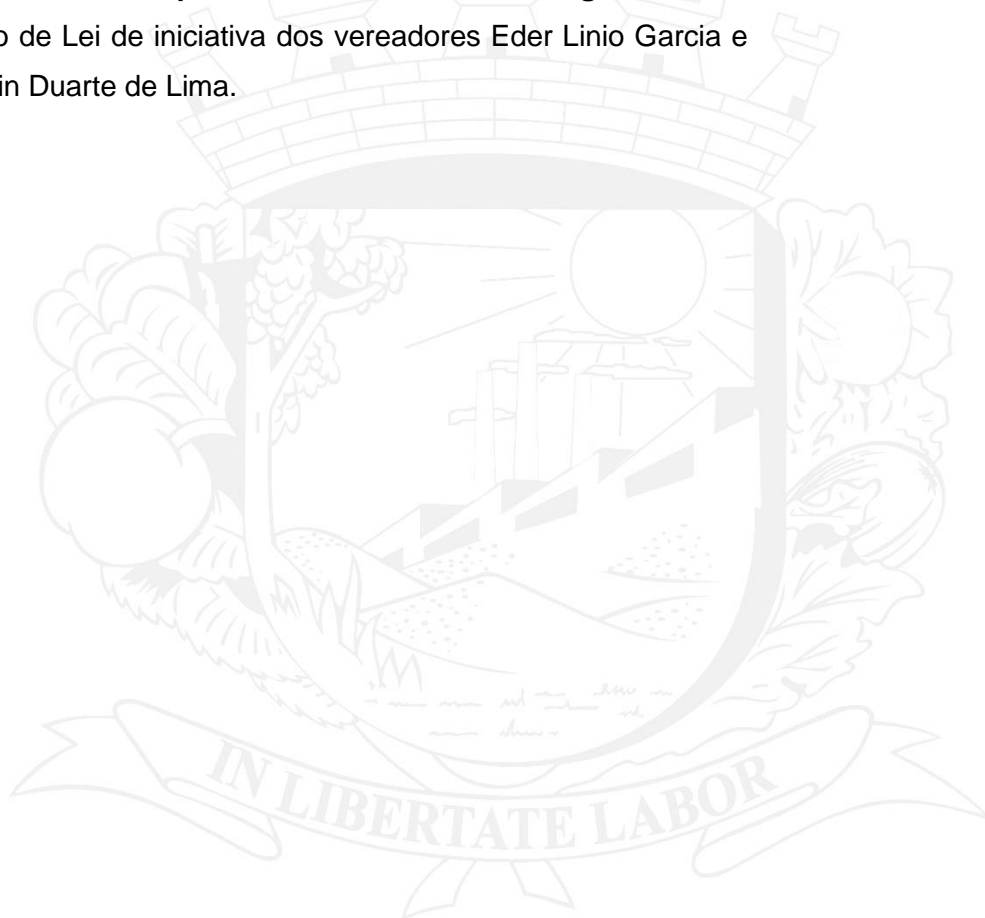 o de Lei de iniciativa dos vereadores Eder Linio Garcia e
in Duarte de Lima.
IN LIBERTATE LABOR